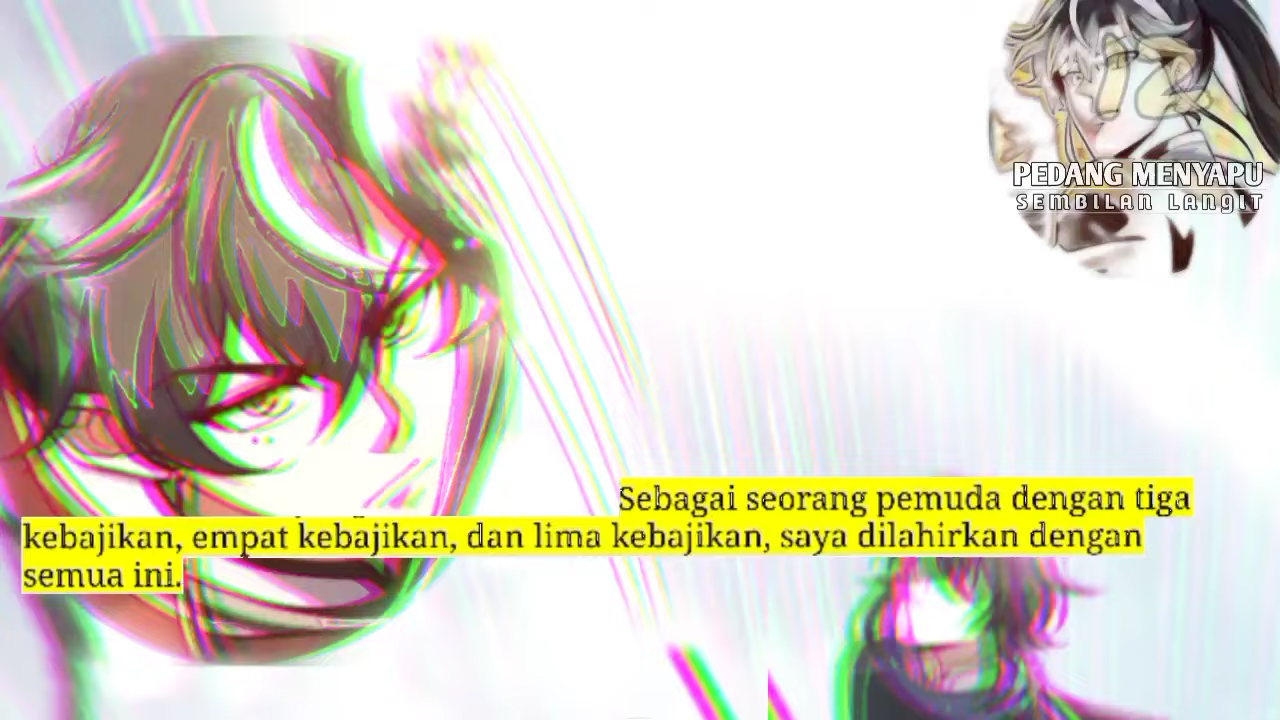 PEDANG MENYAPU
SEMBILAN LANGIT
Sebagai seorang pemuda dengan tiga
kebajikan, empat kebajikan, dan lima kebajikan, saya dilahirkan dengan
semua ini.